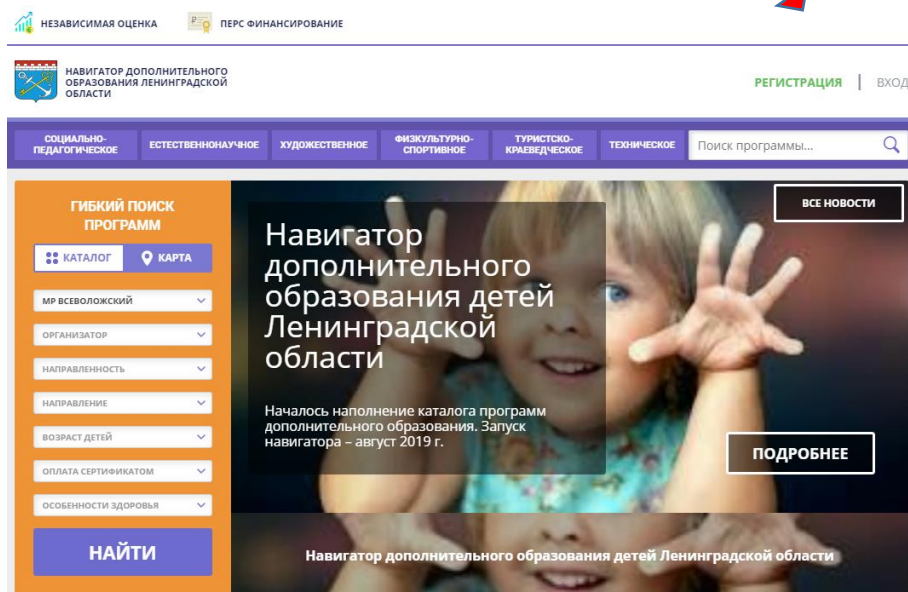 НЕЗАВИСИМАЯ ОЦЕНКА
ПЕРС ФИНАНСИРОВАНИЕ
НАВИГАТОР ДОПОЛНИТЕЛЬНОГО
ОБРАЗОВАНИЯ ЛЕНИНГРАДСКОЙ
ОБЛАСТИ
РЕГИСТРАЦИЯ | ВХОД
СОЦИАЛЬНО-
ПЕДАГОГИЧЕСКОЕ
ЕСТЕСТВЕННОНАУЧНОЕ
ХУДОЖЕСТВЕННОЕ
ФИЗКУЛЬТУРНО-
СПОРТИВНОЕ
ТУРИСТСКО-
КРАЕВЕДЧЕСКОЕ
ТЕХНИЧЕСКОЕ
Поиск программы...
ГИБКИЙ ПОИСК
ПРОГРАММ
КАТАЛОГ
КАРТА
МР ВСЕВОЛОЖСКИЙ
ОРГАНИЗАТОР
НАПРАВЛЕННОСТЬ
НАПРАВЛЕНИЕ
ВОЗРАСТ ДЕТЕЙ
ОПЛАТА СЕРТИФИКАТОМ
ОСОБЕННОСТИ ЗДОРОВЬЯ
НАЙТИ
ВСЕ НОВОСТИ
Навигатор
дополнительного
образования детей
Ленинградской
области
Началось наполнение каталога программ
дополнительного образования. Запуск
навигатора – август 2019 г.
ПОДРОБНЕЕ
Навигатор дополнительного образования детей Ленинградской области